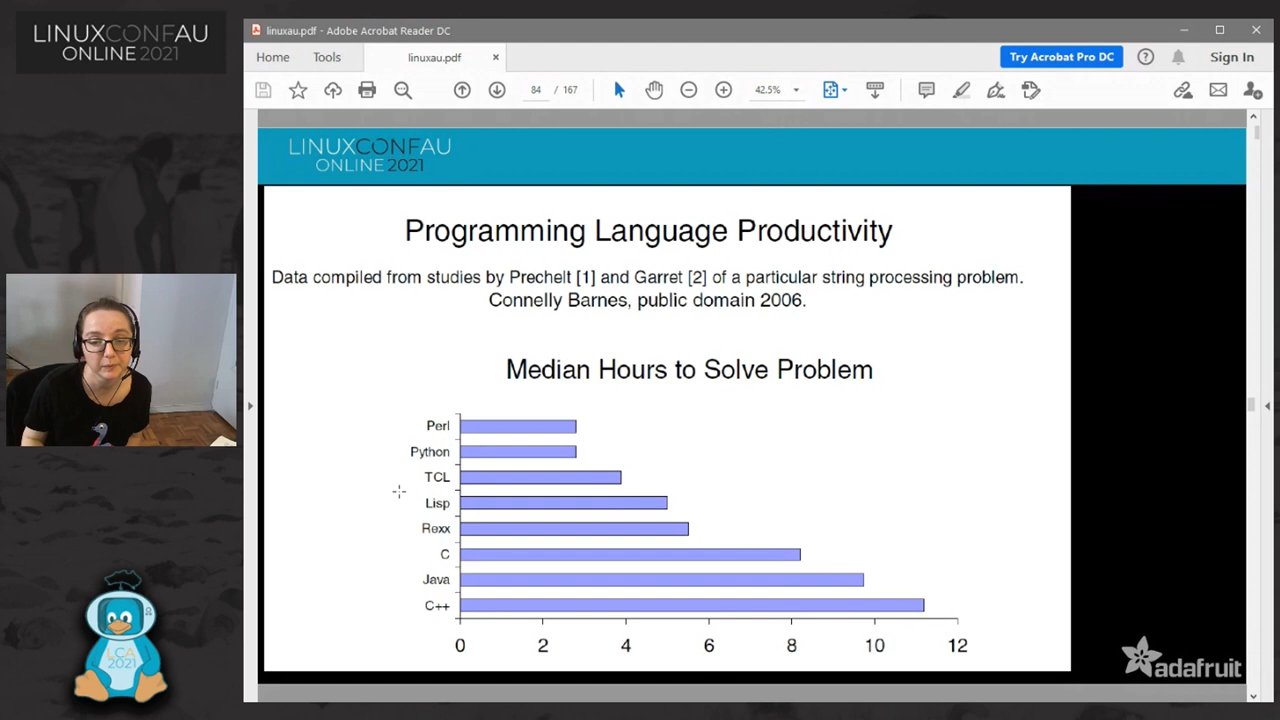 LINUXCONFAU
ONLINE 2021
linuxau.pdf - Adobe Acrobat Reader DC
Home Tools linuxau.pdf × Try Acrobat Pro DC Sign In
84 / 167 42.5%
LINUXCONFAU
ONLINE 2021
Programming Language Productivity
Data compiled from studies by Prechelt [1] and Garret [2] of a particular string processing problem.
Connelly Barnes, public domain 2006.
Median Hours to Solve Problem
Perl
Python
TCL
Lisp
Rexx
C
Java
C++
0 2 4 6 8 10 12
LCA
2021
adafruit